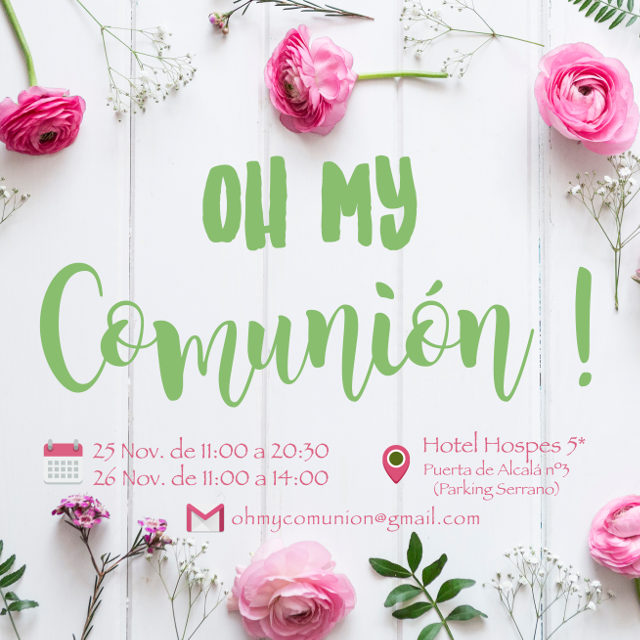 OH MY
Comunión !
25 Nov. de 11:00 a 20:30
26 Nov. de 11:00 a 14:00
Hotel Hospes 5*
Puerta de Alcalá nº3
(Parking Serrano)
ohmycomunion@gmail.com